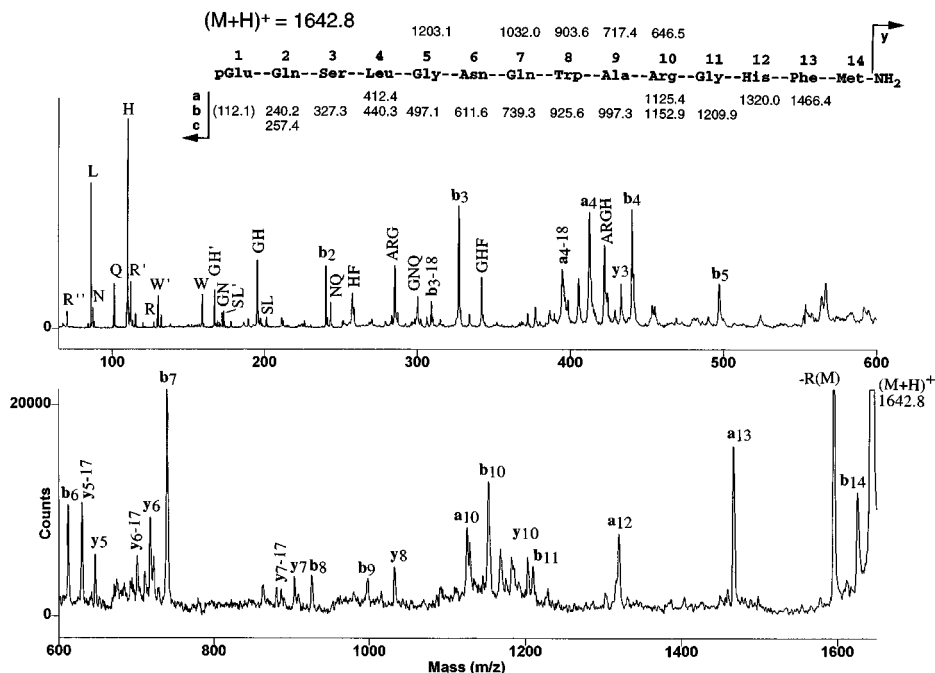 (M+H)+ = 1642.8
1203.1 1032.0 903.6 717.4 646.5
y
1 2 3 4 5 6 7 8 9 10 11 12 13 14
pGlu--Gln--Ser--Leu--Gly--Asn--Gln--Trp--Ala--Arg--Gly--His--Phe--Met-NH2
a 412.4 1125.4 1320.0 1466.4
b (112.1) 240.2 327.3 440.3 497.1 611.6 739.3 925.6 997.3 1152.9 1209.9
c 257.4
R'' L N Q H R' R W' W GH' GN SL' GH SL b2 NQ HF ARG GNQ b3-18 b3 GHF a4-18 a4 ARGH y3 b4 b5
0
100 200 300 400 500 600
20000
Counts
0
b6 y5-17 y5 y6-17 y6 b7 y7-17 y7 b8 b9 y8 a10 b10 y10 b11 a12 a13 -R(M) b14 (M+H)+
1642.8
600 800 1000 1200 1400 1600
Mass (m/z)